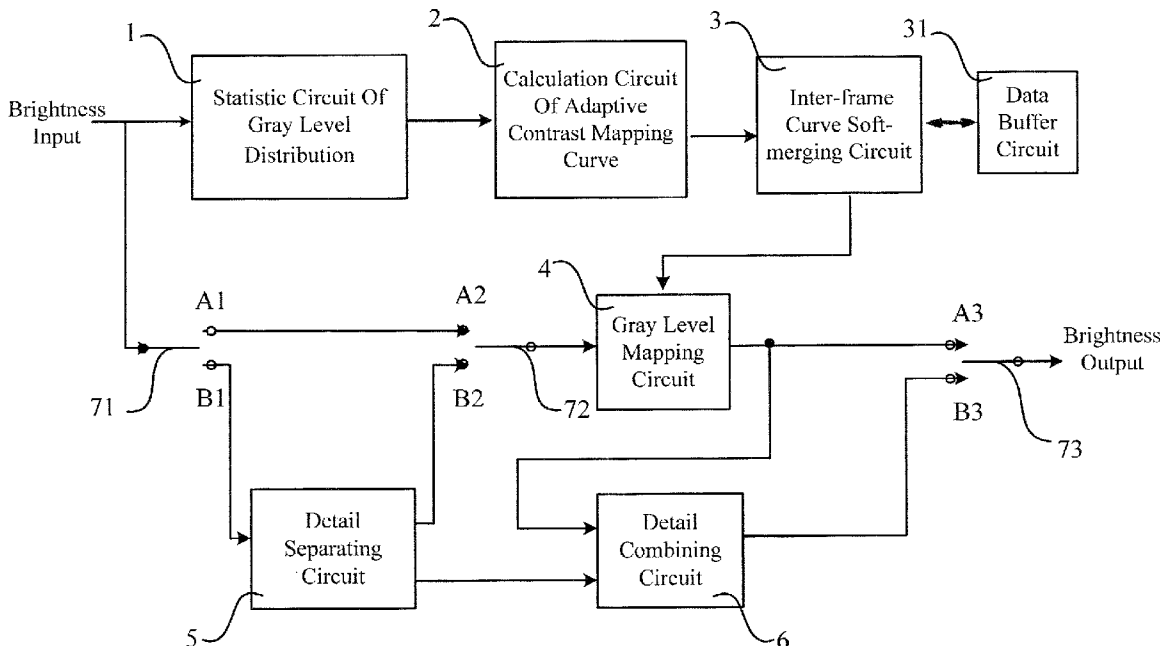 1
2
3
31
Brightness
Input
Statistic Circuit Of
Gray Level
Distribution
Calculation Circuit
Of Adaptive
Contrast Mapping
Curve
Inter-frame
Curve Soft-
merging Circuit
Data
Buffer
Circuit
4
A1
A2
A3
Gray Level
Mapping
Circuit
Brightness
Output
B1
B2
B3
71
72
73
Detail
Separating
Circuit
Detail
Combining
Circuit
5
6